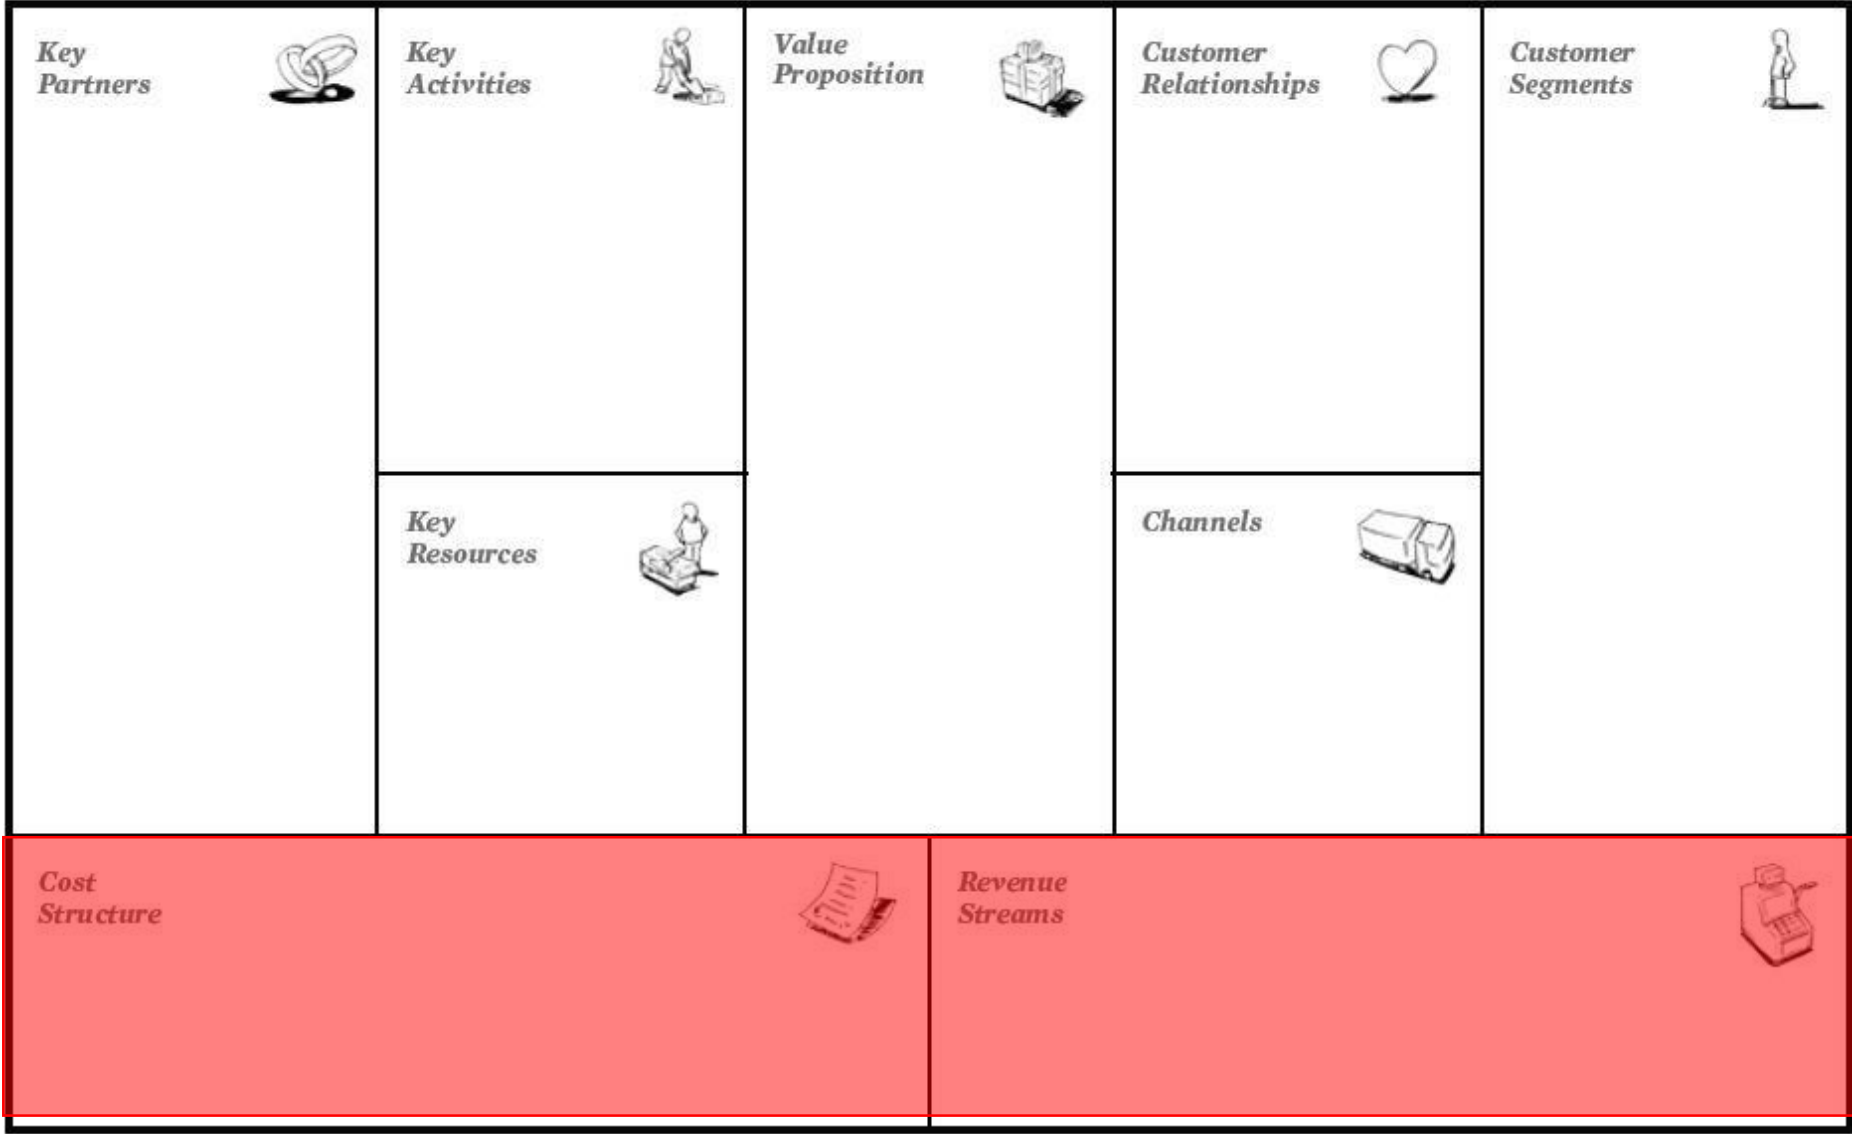 Key
Partners
Key
Activities
Value
Proposition
Customer
Relationships
Customer
Segments
Key
Resources
Channels
Cost
Structure
Revenue
Streams